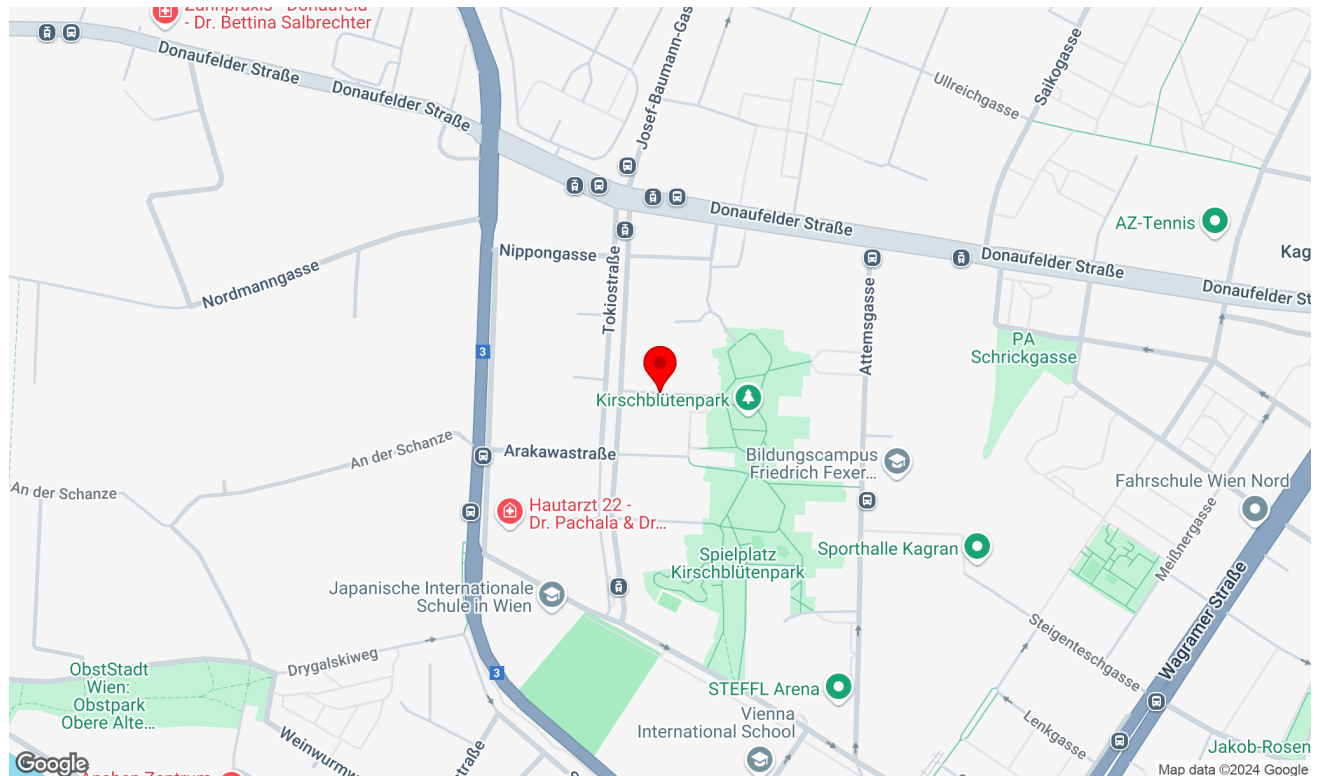 Zahnpraxis - Donaufeld
- Dr. Bettina Salbrechter
Donaufelder Straße
Donaufelder Straße
Josef-Baumann-Gas
Ullreichgasse
Saikogasse
Donaufelder Straße
AZ-Tennis
Kag
Donaufelder Straße
Donaufelder St
Nippongasse
Nordmanngasse
Tokiostraße
Attemsgasse
PA
Schrickgasse
3
Kirschblütenpark
An der Schanze
Arakawastraße
Bildungscampus
Friedrich Fexer...
An der Schanze
Fahrschule Wien Nord
Hautarzt 22 -
Dr. Pachala & Dr...
Meißnergasse
Sporthalle Kagran
Spielplatz
Kirschblütenpark
Japanische Internationale
Schule in Wien
Wagramer Straße
Steigenteschgasse
Drygalskiweg
3
ObstStadt
Wien:
Obstpark
Obere Alte...
STEFFL Arena
Vienna
International School
Lenkgasse
Weinwurmw
straße
Jakob-Rosen
Google
Map data ©2024 Google